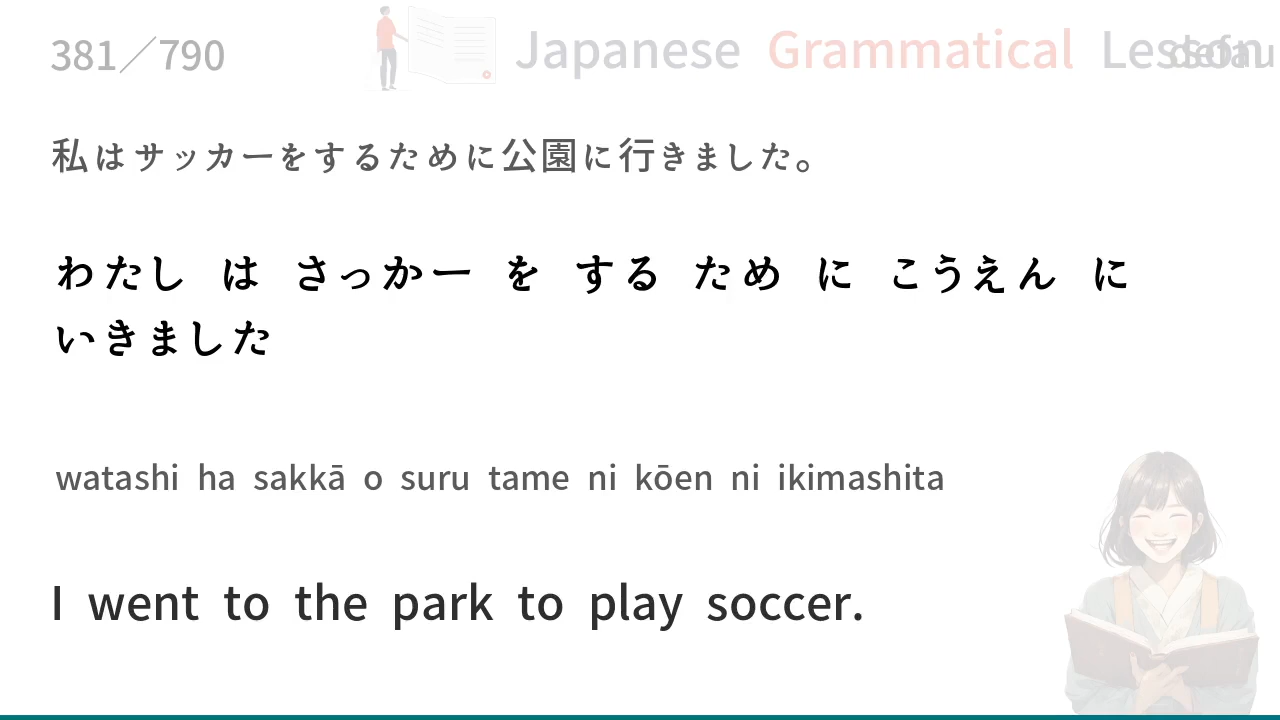 381／790
Japanese Grammatical Lesson
私はサッカーをするために公園に行きました。
わたし は さっかー を する ため に こうえん に
いきました
watashi ha sakkā o suru tame ni kōen ni ikimashita
I went to the park to play soccer.